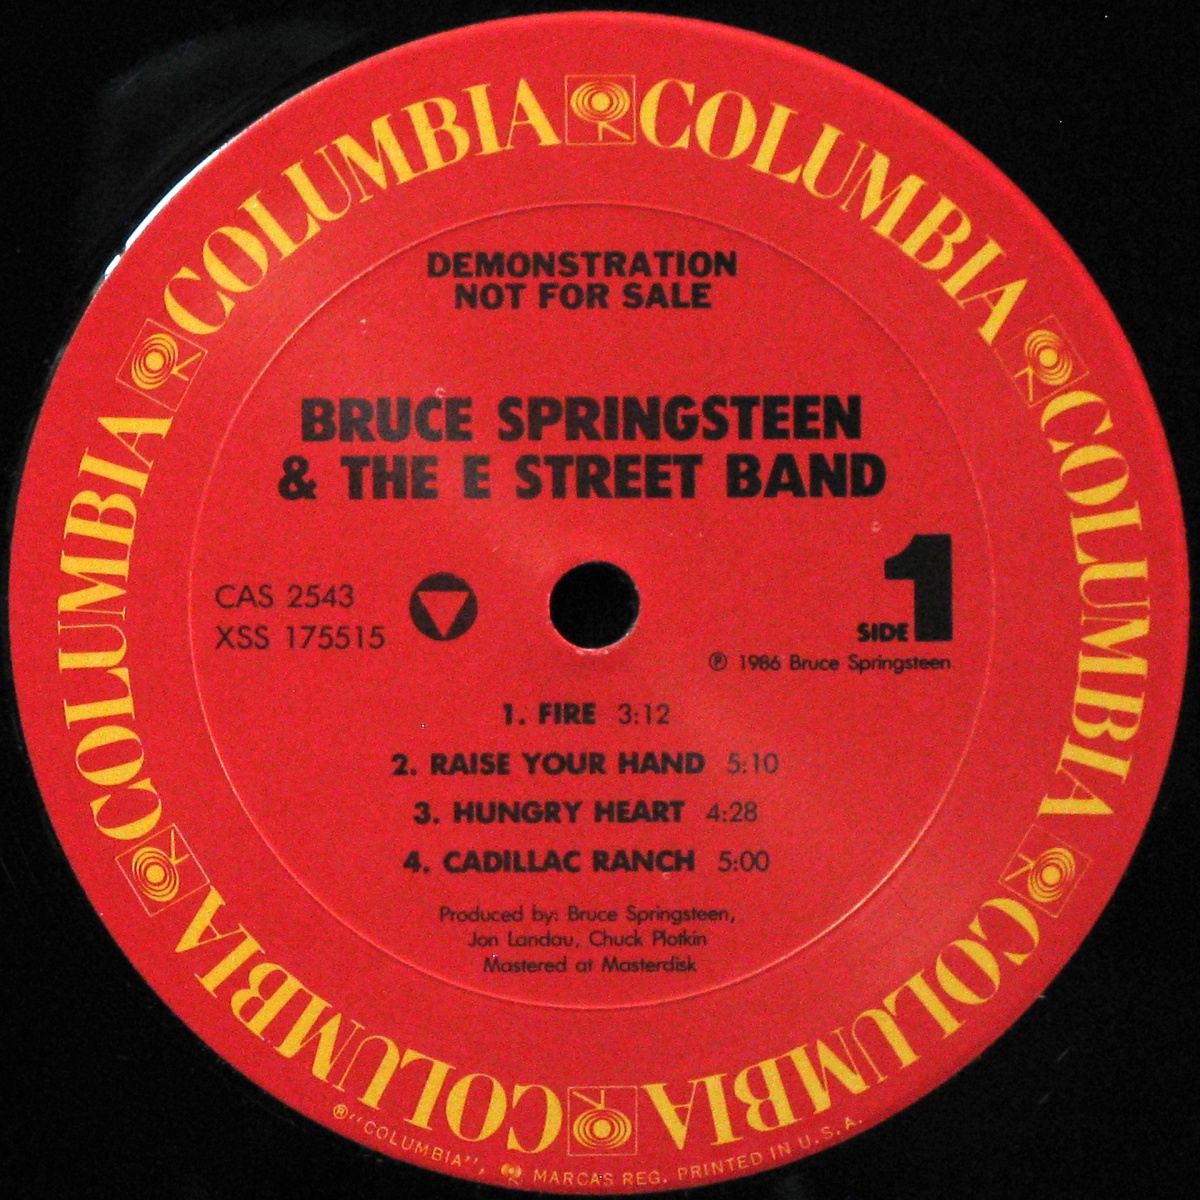 COLUMBIA COLUMBIA COLUMBIA COLUMBIA COLUMBIA COLUMBIA COLUMBIA COLUMBIA
DEMONSTRATION
NOT FOR SALE
BRUCE SPRINGSTEEN
& THE E STREET BAND
CAS 2543
XSS 175515
SIDE 1
℗ 1986 Bruce Springsteen
1. FIRE 3:12
2. RAISE YOUR HAND 5:10
3. HUNGRY HEART 4:28
4. CADILLAC RANCH 5:00
Produced by: Bruce Springsteen,
Jon Landau, Chuck Plotkin
Mastered at Masterdisk
®"COLUMBIA", MARCAS REG. PRINTED IN U.S.A.